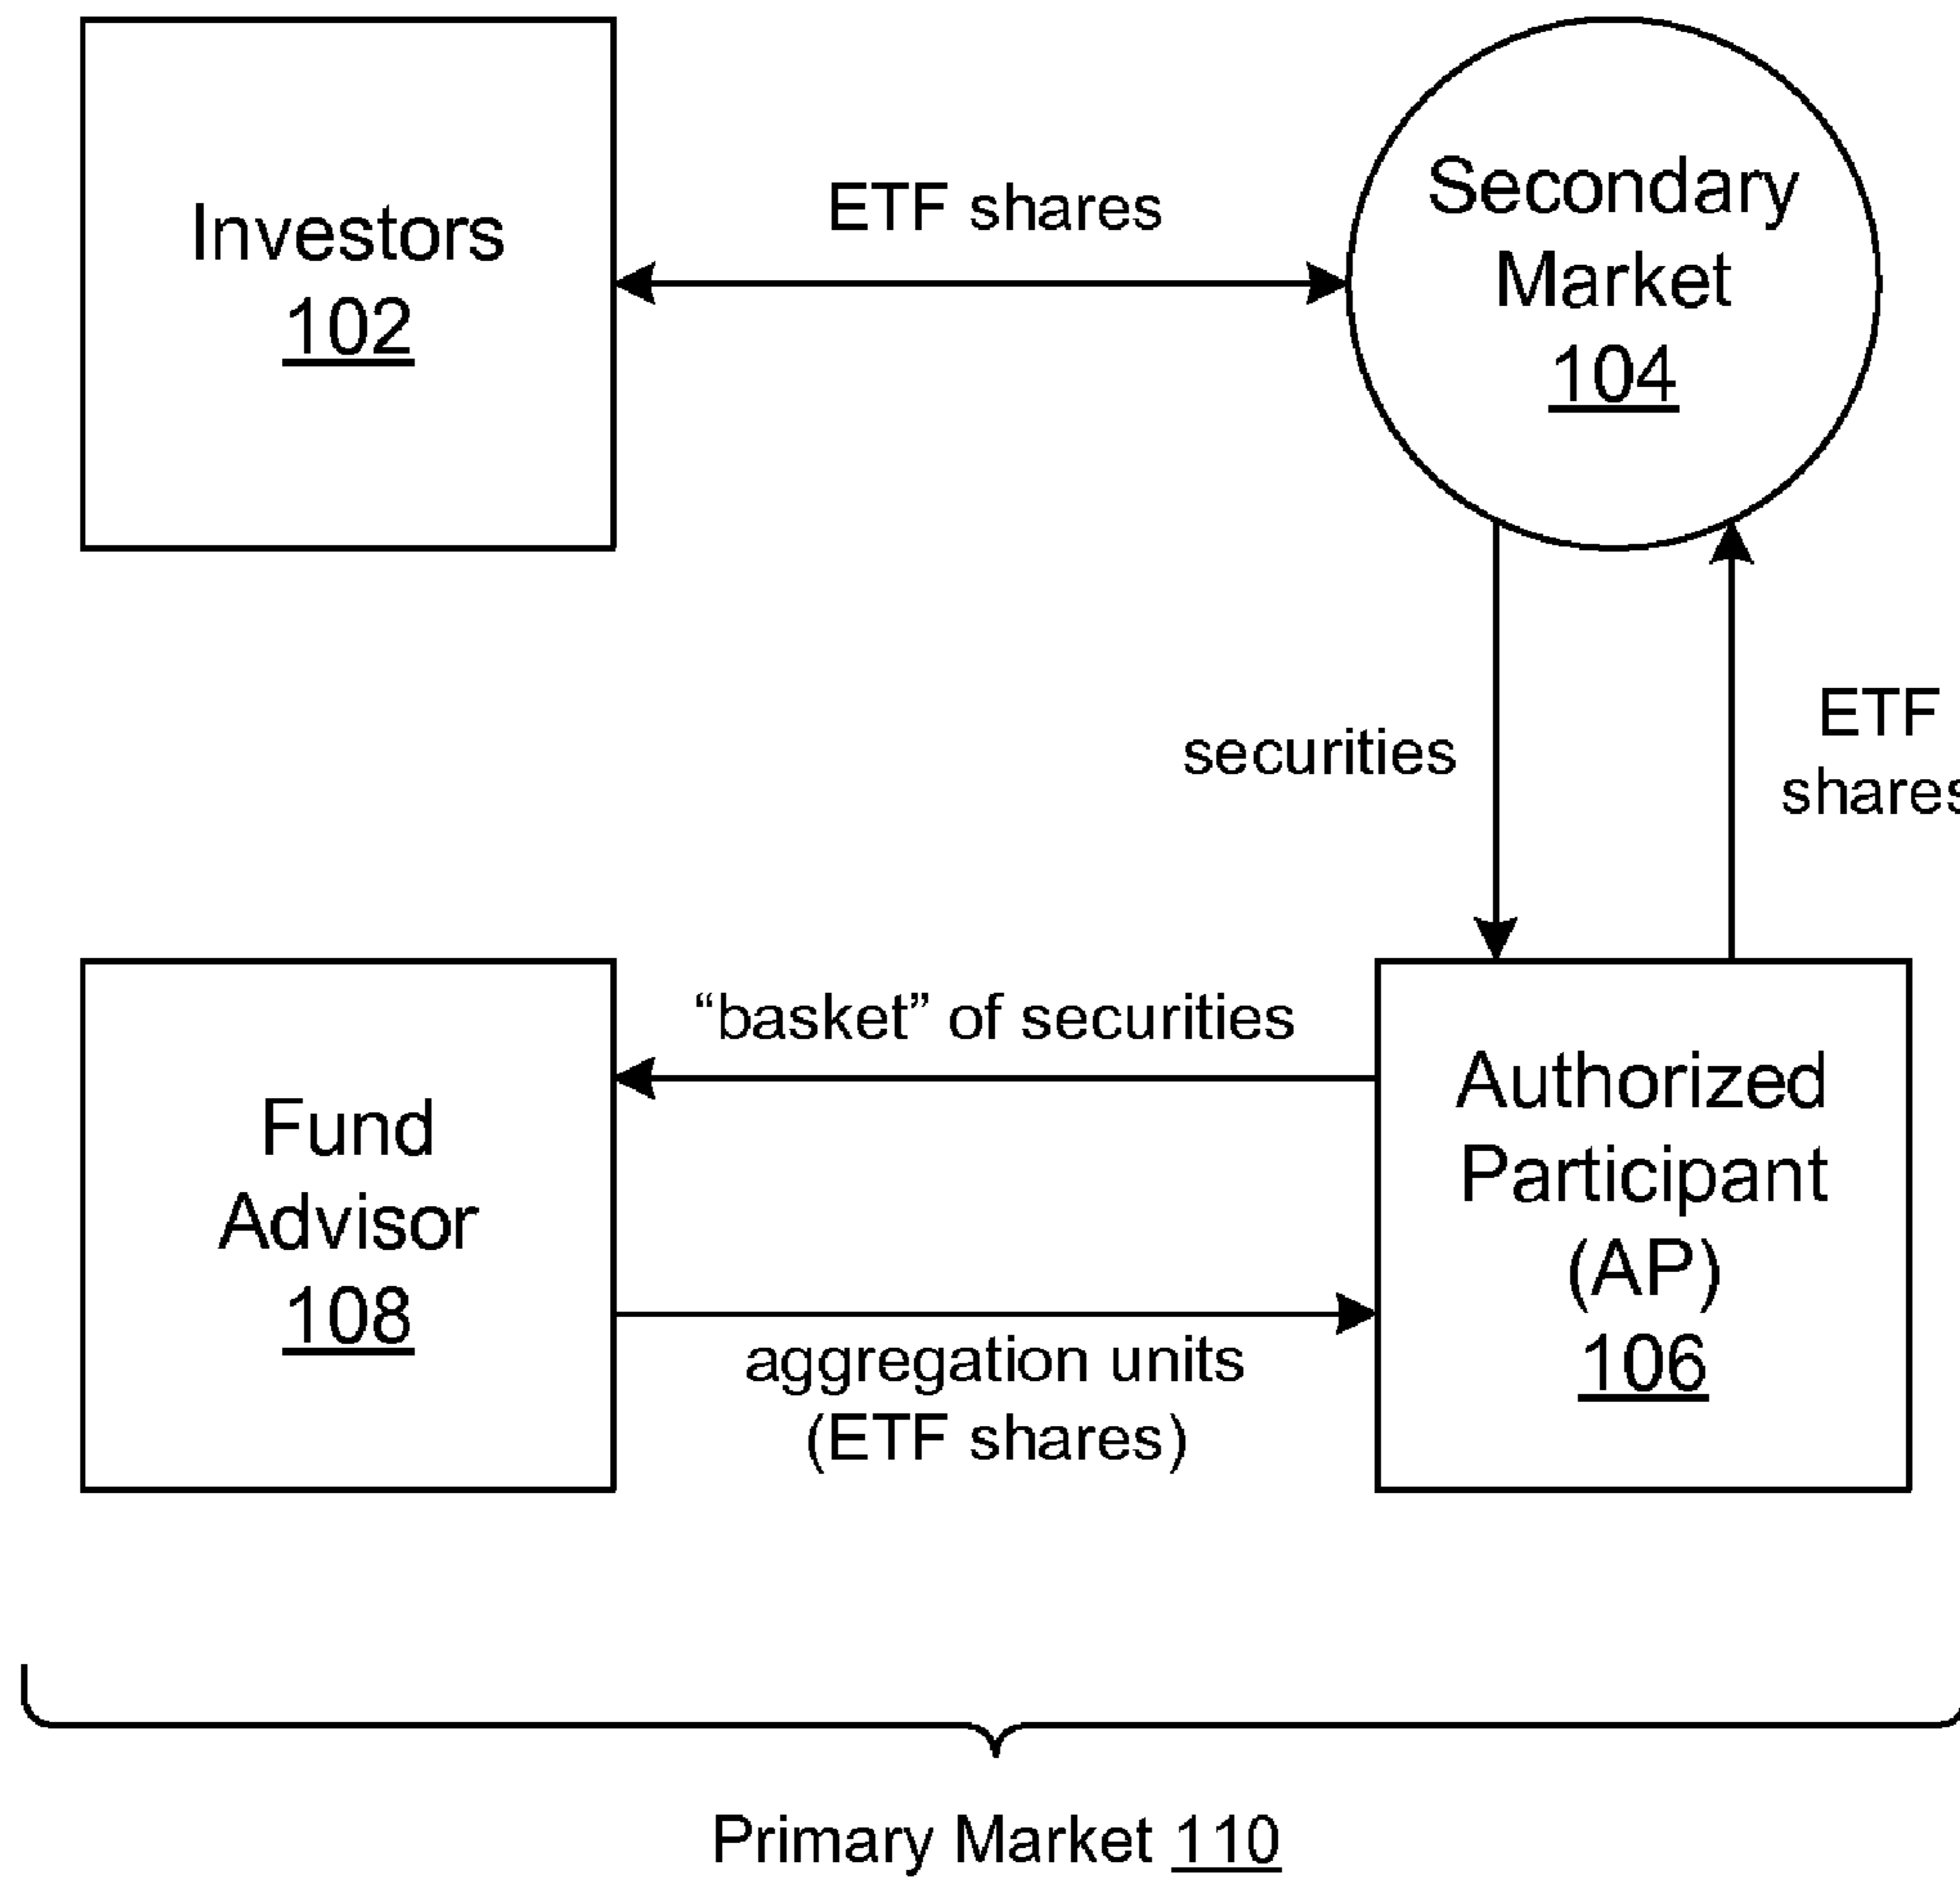 Investors
102
ETF shares
Secondary
Market
104
securities
ETF
shares
Fund
Advisor
108
“basket” of securities
aggregation units
(ETF shares)
Authorized
Participant
(AP)
106
Primary Market 110